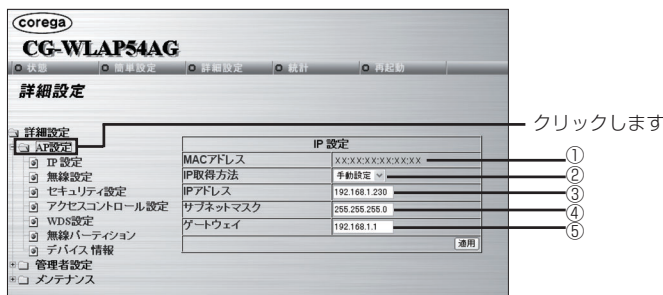 corega
CG-WLAP54AG
状態 簡単設定 詳細設定 統計 再起動
詳細設定
詳細設定
AP設定
IP 設定
無線設定
セキュリティ設定
アクセスコントロール設定
WDS設定
無線パーティション
デバイス 情報
管理者設定
メンテナンス
IP 設定
MACアドレス XX:XX:XX:XX:XX:XX
IP取得方法 手動設定
IPアドレス 192.168.1.230
サブネットマスク 255.255.255.0
ゲートウェイ 192.168.1.1
適用
クリックします
①
②
③
④
⑤